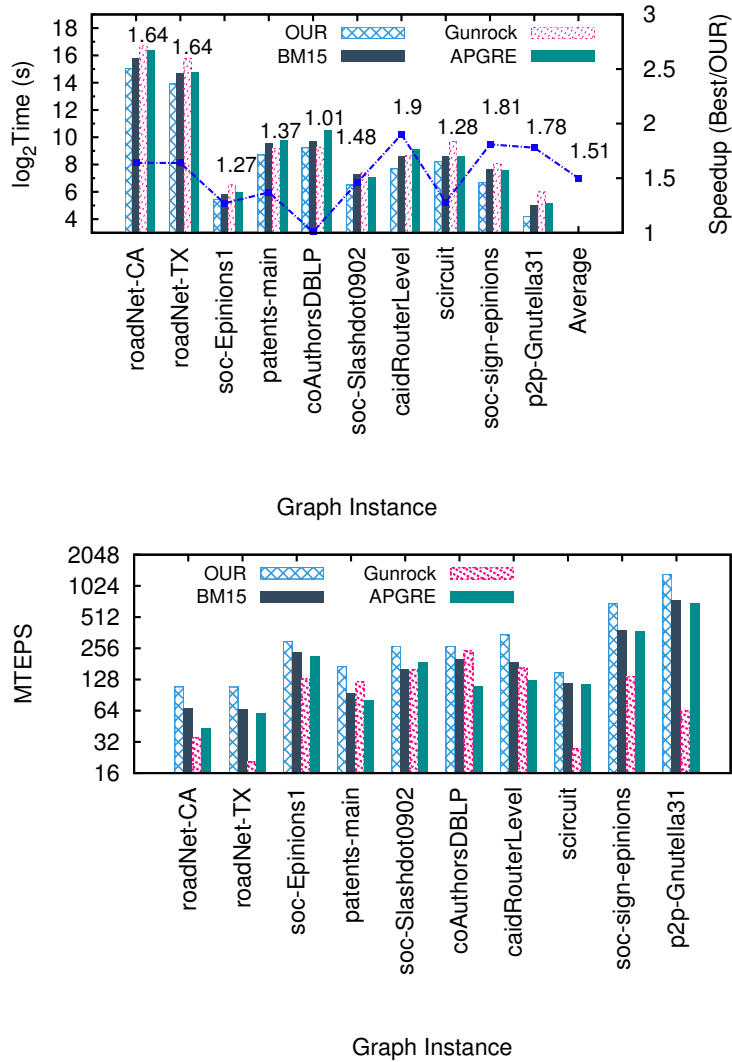 OUR
BM15
Gunrock
APGRE
log2Time (s)
18
16
14
12
10
8
6
4
Speedup (Best/OUR)
3
2.5
2
1.5
1
1.64
1.64
1.27
1.37
1.01
1.48
1.9
1.28
1.81
1.78
1.51
roadNet-CA
roadNet-TX
soc-Epinions1
patents-main
coAuthorsDBLP
soc-Slashdot0902
caidRouterLevel
scircuit
soc-sign-epinions
p2p-Gnutella31
Average
Graph Instance
OUR
BM15
Gunrock
APGRE
MTEPS
2048
1024
512
256
128
64
32
16
roadNet-CA
roadNet-TX
soc-Epinions1
patents-main
soc-Slashdot0902
coAuthorsDBLP
caidRouterLevel
scircuit
soc-sign-epinions
p2p-Gnutella31
Graph Instance